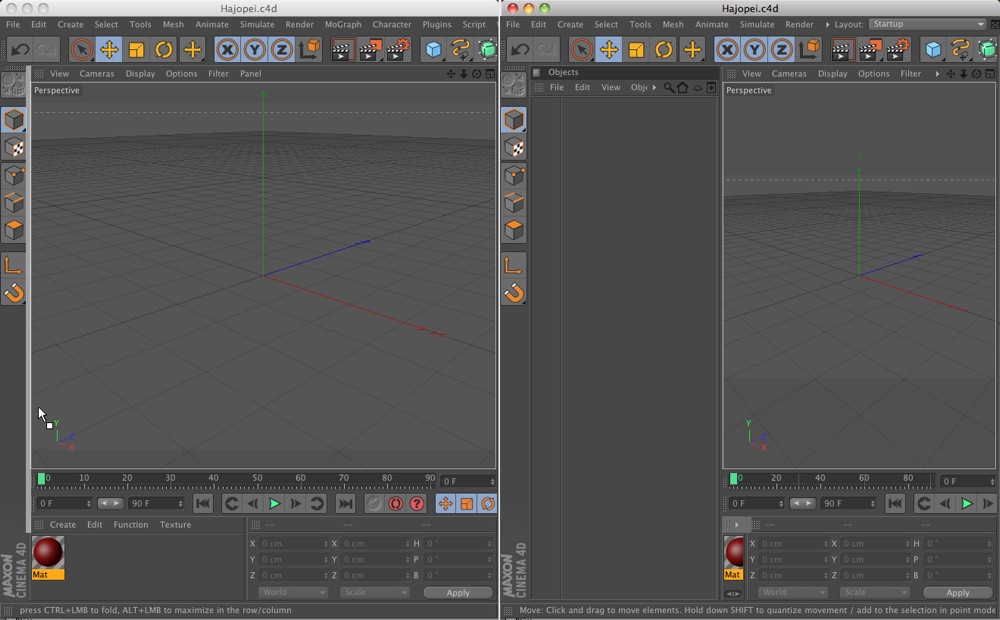 Hajopei.c4d
File Edit Create Select Tools Mesh Animate Simulate Render MoGraph Character Plugins Script
X Y Z
View Cameras Display Options Filter Panel
Perspective
Y
Z
X
0 10 20 30 40 50 60 70 80 90 0 F
0 F 90 F
Create Edit Function Texture
-- -- --
X 0 cm X 0 cm H 0 °
Y 0 cm Y 0 cm P 0 °
Z 0 cm Z 0 cm B 0 °
Mat
World Scale Apply
MAXON
CINEMA 4D
press CTRL+LMB to fold, ALT+LMB to maximize in the row/column
Hajopei.c4d
File Edit Create Select Tools Mesh Animate Simulate Render Layout: Startup
X Y Z
Objects
File Edit View Obj
View Cameras Display Options Filter
Perspective
Y
Y
Z
X
0 20 40 60 80 0 F
0 F 90 F
-- -- --
X 0 cm X 0 cm H 0 °
Y 0 cm Y 0 cm P 0 °
Z 0 cm Z 0 cm B 0 °
Mat
World Scale Apply
MAXON
CINEMA 4D
Move: Click and drag to move elements. Hold down SHIFT to quantize movement / add to the selection in point mode